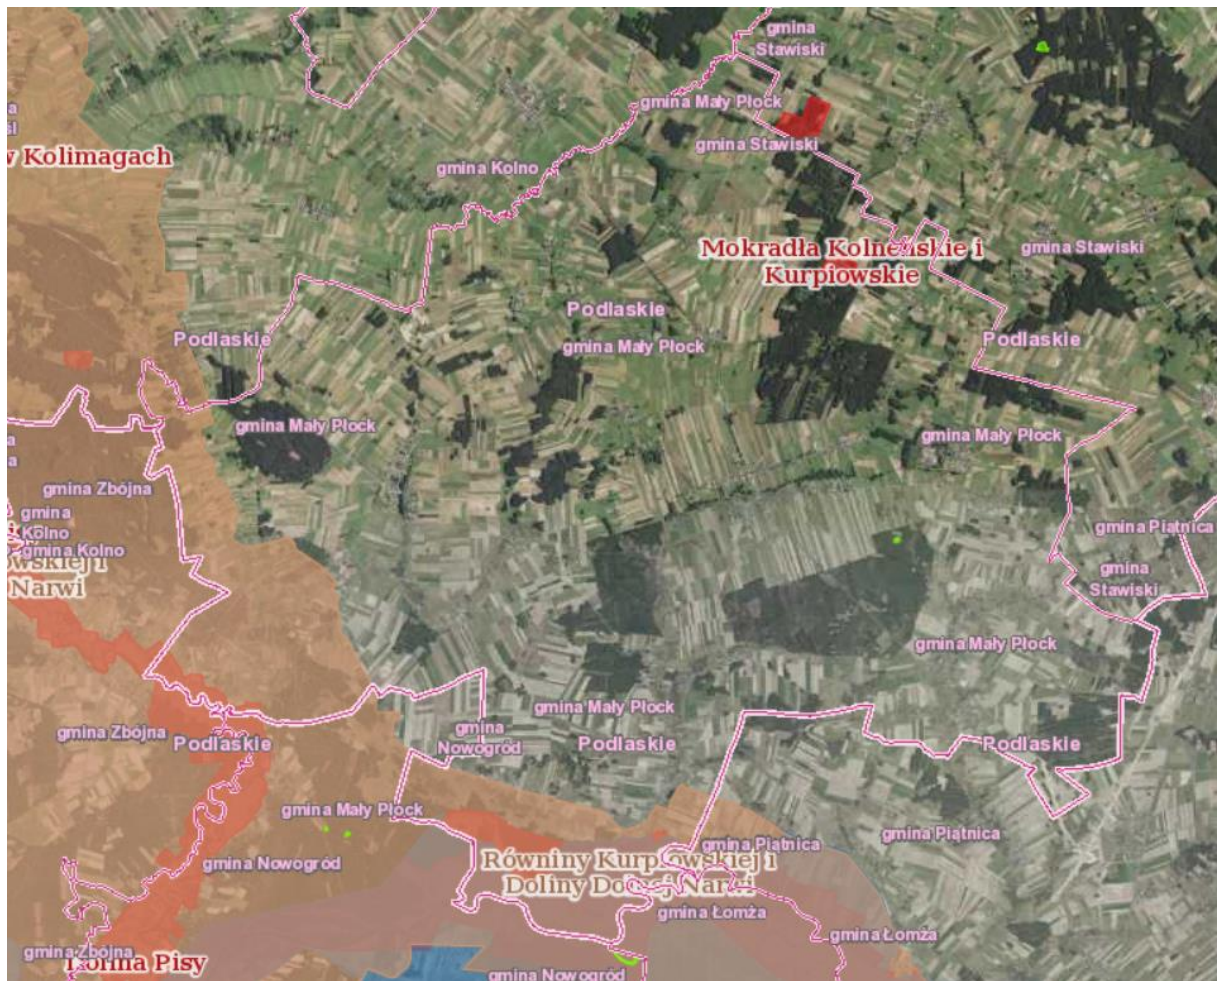 gmina
Stawiski
gmina Mały Płock
gmina Stawiski
w Kolimagach
gmina Kolno
Mokradła Kolneńskie i
Kurpiowskie
gmina Stawiski
Podlaskie
Podlaskie
Podlaskie
gmina Mały Płock
gmina Mały Płock
gmina Mały Płock
gmina Zbójna
gmina
Kolno
gmina Kolno
i
Narwi
gmina Piątnica
gmina
Stawiski
gmina Mały Płock
gmina Mały Płock
gmina Zbójna
Podlaskie
gmina
Nowogród
Podlaskie
Podlaskie
gmina Mały Płock
gmina Piątnica
gmina Piątnica
gmina Nowogród
Równiny Kurpiowskiej i
Doliny Dolnej Narwi
gmina Łomża
gmina Łomża
gmina Zbójna
Dolina Pisy
gmina Nowogród